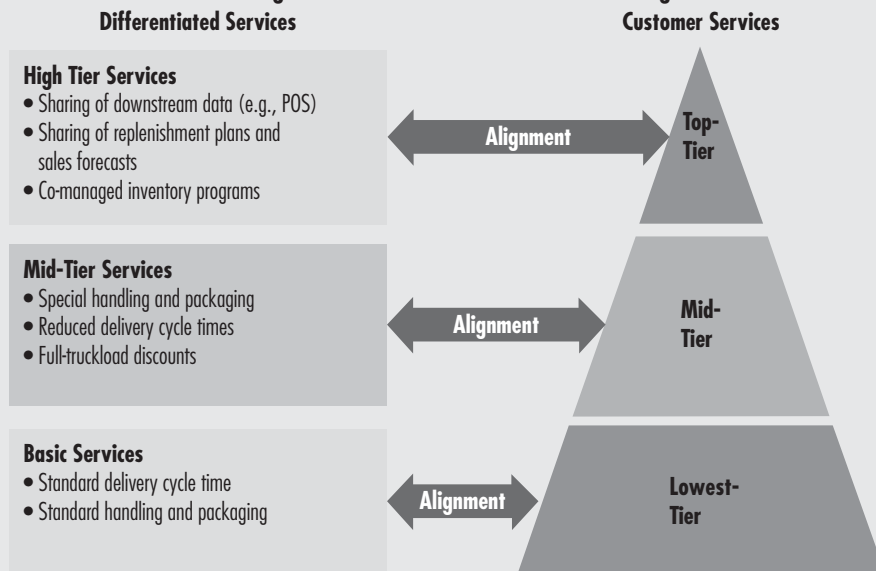 Differentiated Services
Customer Services
High Tier Services
• Sharing of downstream data (e.g., POS)
• Sharing of replenishment plans and
sales forecasts
• Co-managed inventory programs
Alignment
Top-
Tier
Mid-Tier Services
• Special handling and packaging
• Reduced delivery cycle times
• Full-truckload discounts
Alignment
Mid-
Tier
Basic Services
• Standard delivery cycle time
• Standard handling and packaging
Alignment
Lowest-
Tier